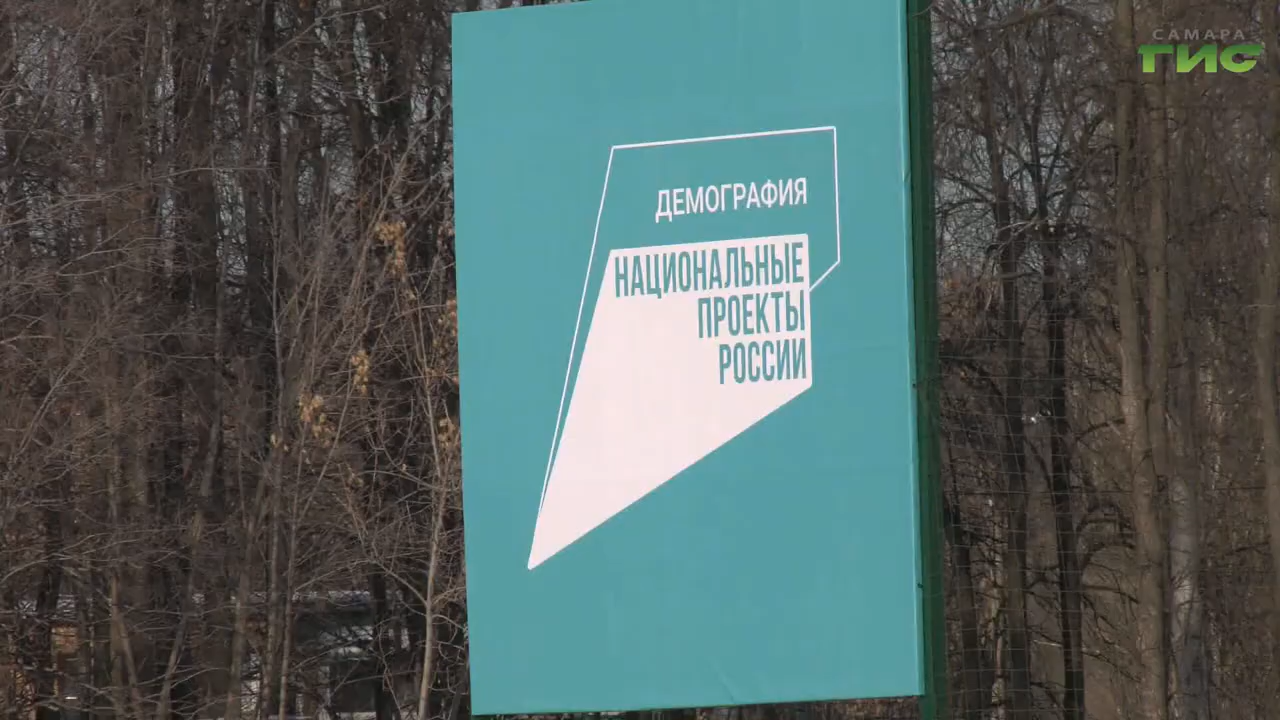 САМАРА
ГИС
ДЕМОГРАФИЯ
НАЦИОНАЛЬНЫЕ
ПРОЕКТЫ
РОССИИ